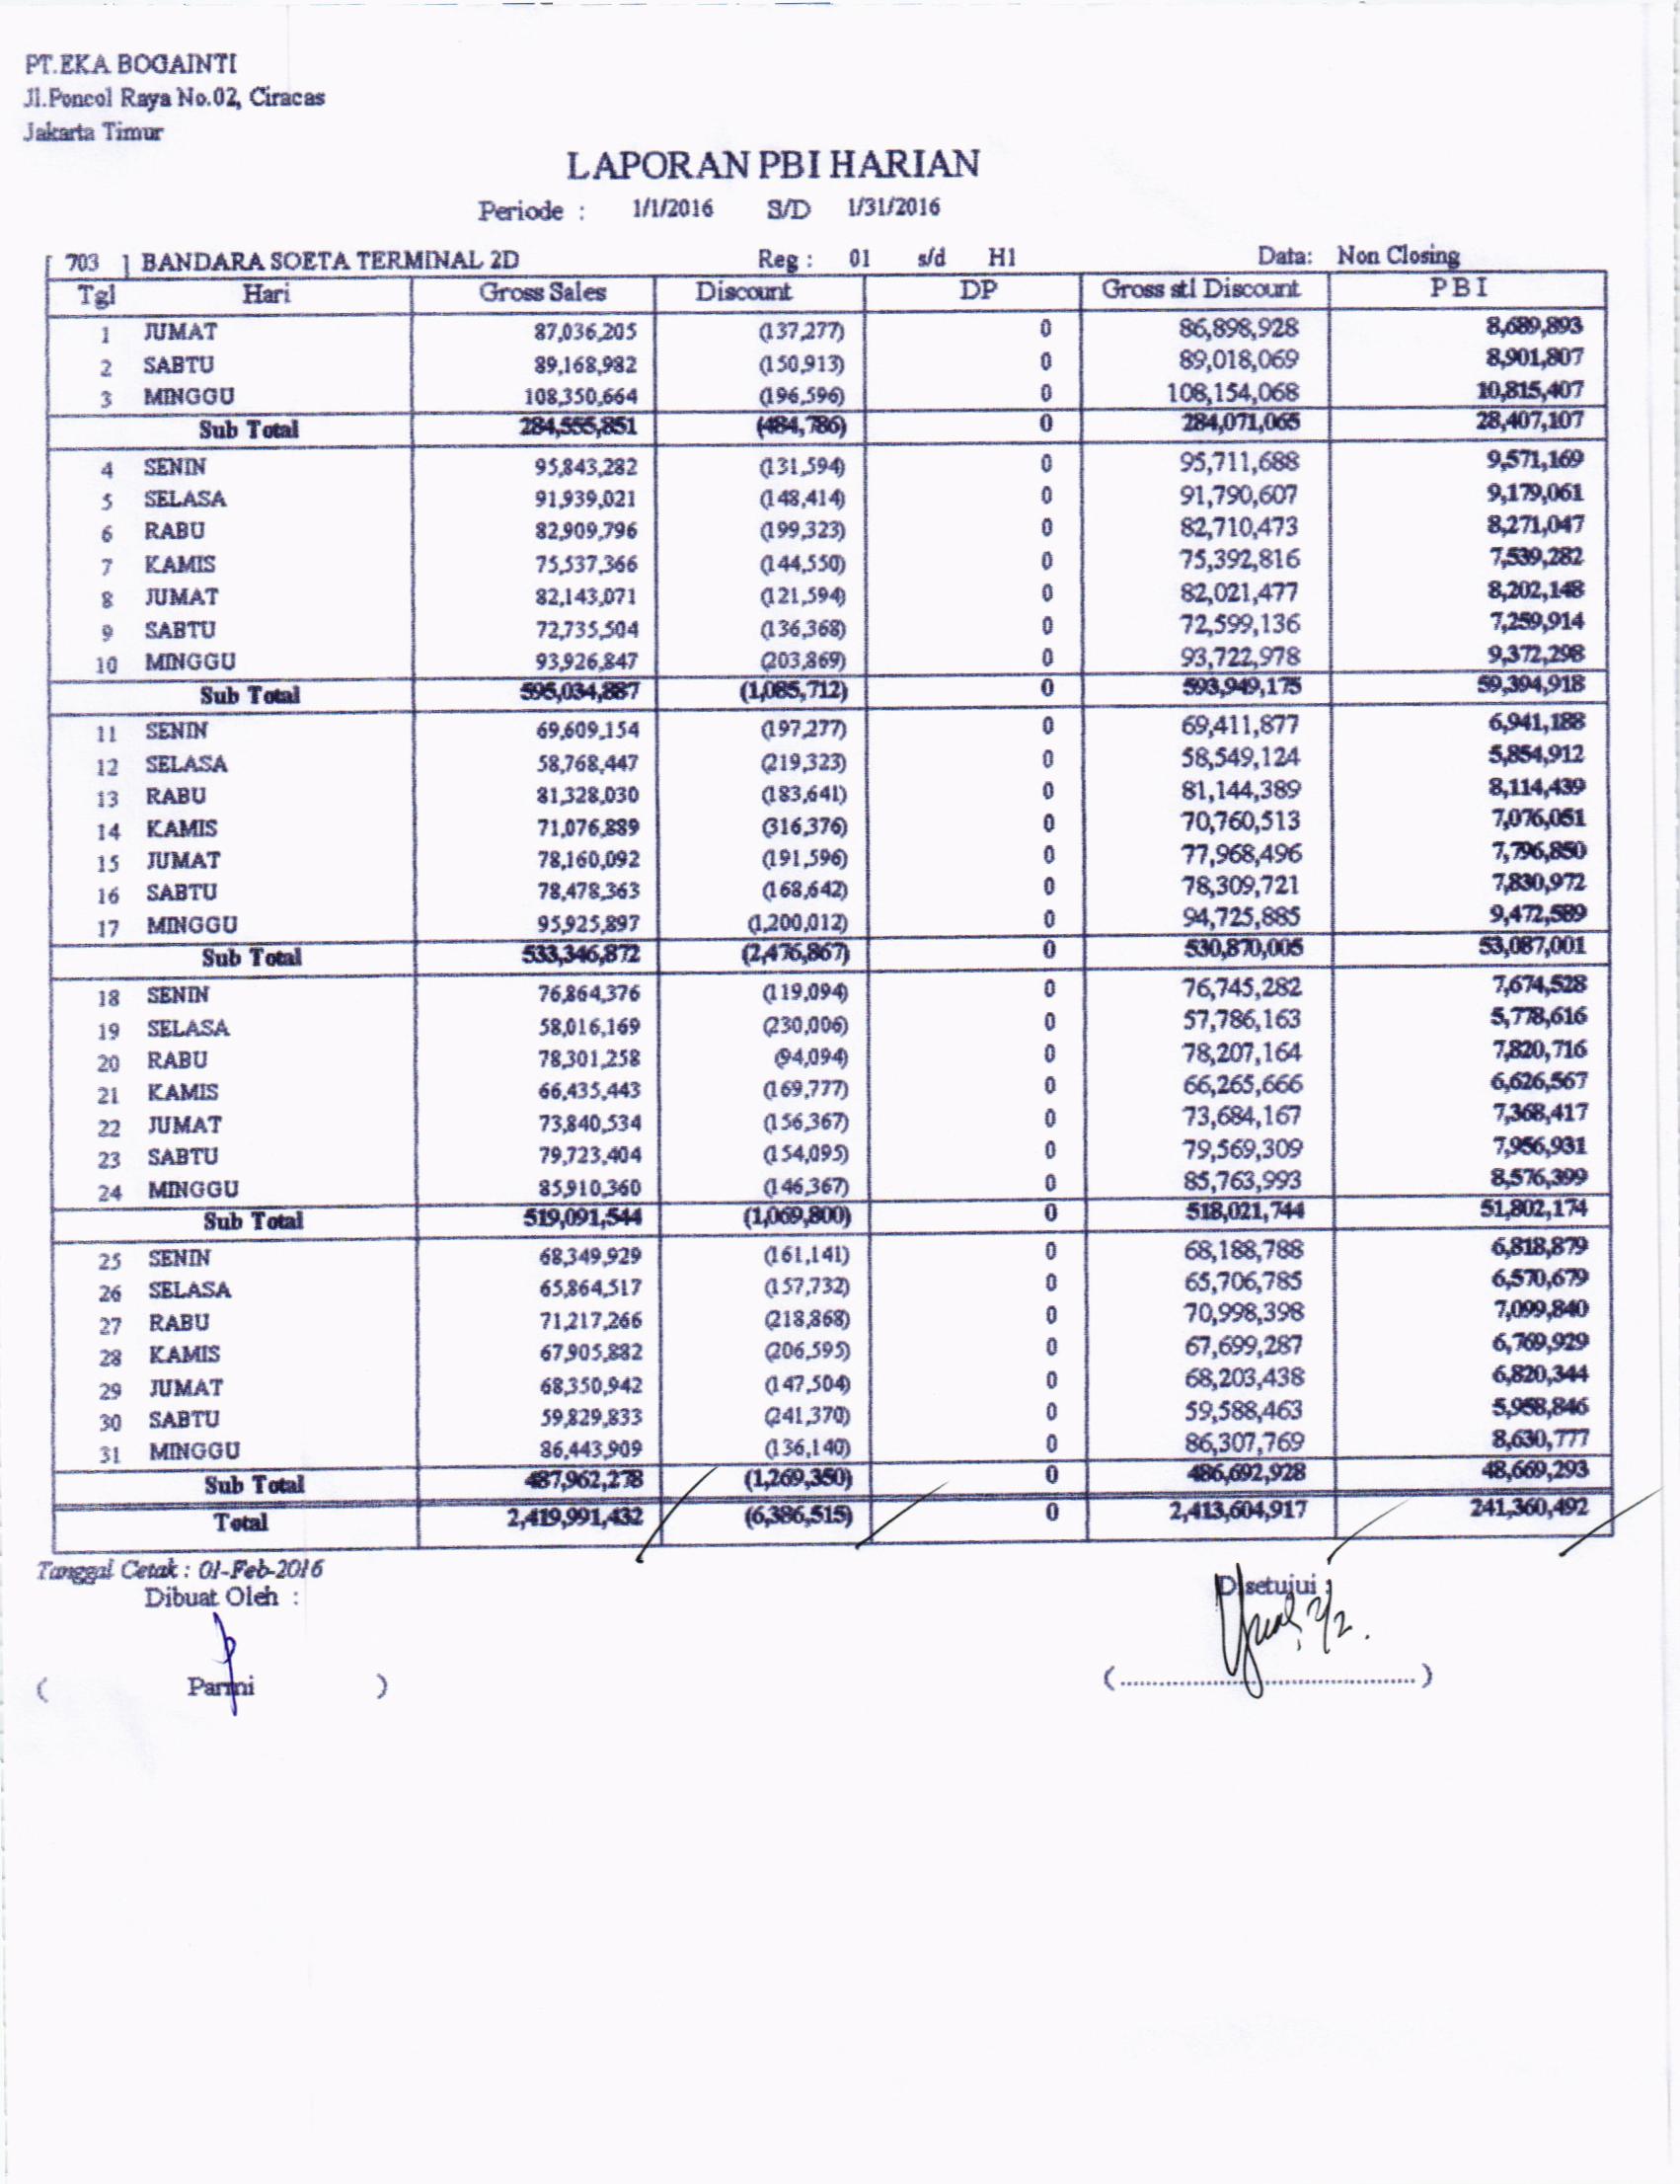 PT.EKA BOGAINTI
Jl.Poncol Raya No.02, Ciracas
Jakarta Timur
LAPORAN PBI HARIAN
Periode : 1/1/2016 S/D 1/31/2016
[ 703 ] BANDARA SOETA TERMINAL 2D Reg : 01 s/d H1 Data: Non Closing
Tgl Hari Gross Sales Discount DP Gross stl Discount PBI
1 JUMAT 87,036,205 (137,277) 0 86,898,928 8,689,893
2 SABTU 89,168,982 (150,913) 0 89,018,069 8,901,807
3 MINGGU 108,350,664 (196,596) 0 108,154,068 10,815,407
Sub Total 284,555,851 (484,786) 0 284,071,065 28,407,107
4 SENIN 95,843,282 (131,594) 0 95,711,688 9,571,169
5 SELASA 91,939,021 (148,414) 0 91,790,607 9,179,061
6 RABU 82,909,796 (199,323) 0 82,710,473 8,271,047
7 KAMIS 75,537,366 (144,550) 0 75,392,816 7,539,282
8 JUMAT 82,143,071 (121,594) 0 82,021,477 8,202,148
9 SABTU 72,735,504 (136,368) 0 72,599,136 7,259,914
10 MINGGU 93,926,847 (203,869) 0 93,722,978 9,372,298
Sub Total 595,034,887 (1,085,712) 0 593,949,175 59,394,918
11 SENIN 69,609,154 (197,277) 0 69,411,877 6,941,188
12 SELASA 58,768,447 (219,323) 0 58,549,124 5,854,912
13 RABU 81,328,030 (183,641) 0 81,144,389 8,114,439
14 KAMIS 71,076,889 (316,376) 0 70,760,513 7,076,051
15 JUMAT 78,160,092 (191,596) 0 77,968,496 7,796,850
16 SABTU 78,478,363 (168,642) 0 78,309,721 7,830,972
17 MINGGU 95,925,897 (1,200,012) 0 94,725,885 9,472,589
Sub Total 533,346,872 (2,476,867) 0 530,870,005 53,087,001
18 SENIN 76,864,376 (119,094) 0 76,745,282 7,674,528
19 SELASA 58,016,169 (230,006) 0 57,786,163 5,778,616
20 RABU 78,301,258 (94,094) 0 78,207,164 7,820,716
21 KAMIS 66,435,443 (169,777) 0 66,265,666 6,626,567
22 JUMAT 73,840,534 (156,367) 0 73,684,167 7,368,417
23 SABTU 79,723,404 (154,095) 0 79,569,309 7,956,931
24 MINGGU 85,910,360 (146,367) 0 85,763,993 8,576,399
Sub Total 519,091,544 (1,069,800) 0 518,021,744 51,802,174
25 SENIN 68,349,929 (161,141) 0 68,188,788 6,818,879
26 SELASA 65,864,517 (157,732) 0 65,706,785 6,570,679
27 RABU 71,217,266 (218,868) 0 70,998,398 7,099,840
28 KAMIS 67,905,882 (206,595) 0 67,699,287 6,769,929
29 JUMAT 68,350,942 (147,504) 0 68,203,438 6,820,344
30 SABTU 59,829,833 (241,370) 0 59,588,463 5,958,846
31 MINGGU 86,443,909 (136,140) 0 86,307,769 8,630,777
Sub Total 487,962,278 (1,269,350) 0 486,692,928 48,669,293
Total 2,419,991,432 (6,386,515) 0 2,413,604,917 241,360,492
Tanggal Cetak : 01-Feb-2016
Dibuat Oleh : Disetujui :
2/2.
( Parmi ) (..............................................)